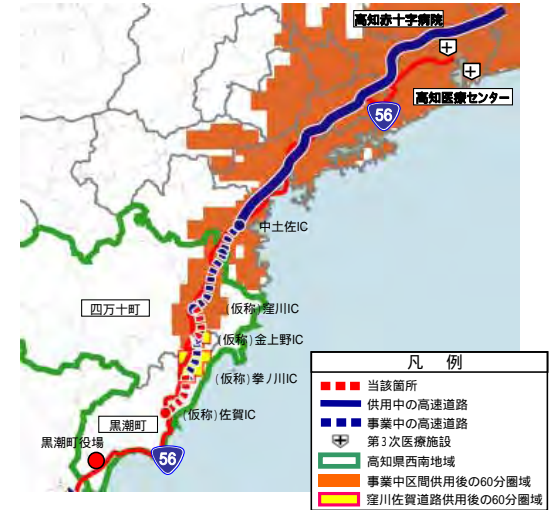 高知赤十字病院
高知医療センター
56
中土佐IC
四万十町
(仮称)窪川IC
(仮称)金上野IC
(仮称)拳ノ川IC
黒潮町
(仮称)佐賀IC
黒潮町役場
56
凡 例
当該箇所
供用中の高速道路
事業中の高速道路
第3次医療施設
高知県西南地域
事業中区間供用後の60分圏域
窪川佐賀道路供用後の60分圏域